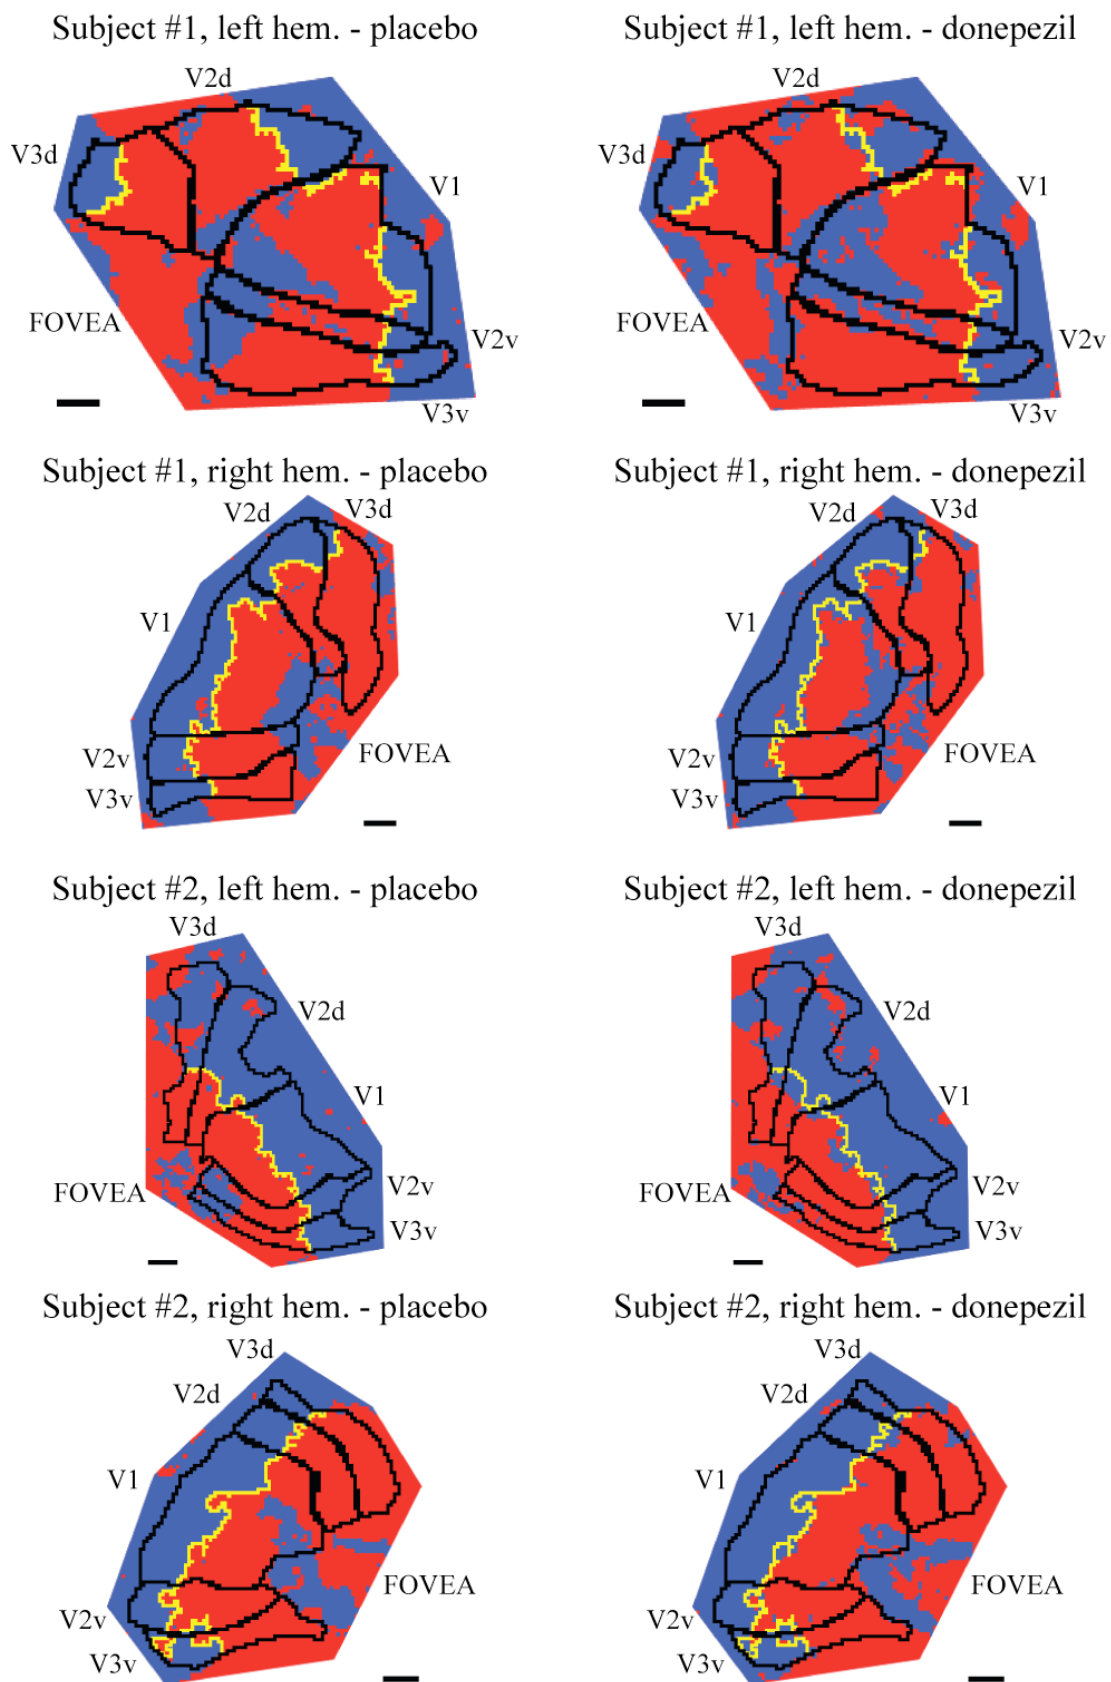 Subject #1, left hem. - placebo
Subject #1, left hem. - donepezil
V2d
V2d
V3d
V3d
V1
V1
FOVEA
FOVEA
V2v
V2v
V3v
V3v
Subject #1, right hem. - placebo
Subject #1, right hem. - donepezil
V2d
V3d
V2d
V3d
V1
V1
V2v
FOVEA
V2v
FOVEA
V3v
V3v
Subject #2, left hem. - placebo
Subject #2, left hem. - donepezil
V3d
V3d
V2d
V2d
V1
V1
FOVEA
V2v
FOVEA
V2v
V3v
V3v
Subject #2, right hem. - placebo
Subject #2, right hem. - donepezil
V3d
V3d
V2d
V2d
V1
V1
FOVEA
FOVEA
V2v
V2v
V3v
V3v